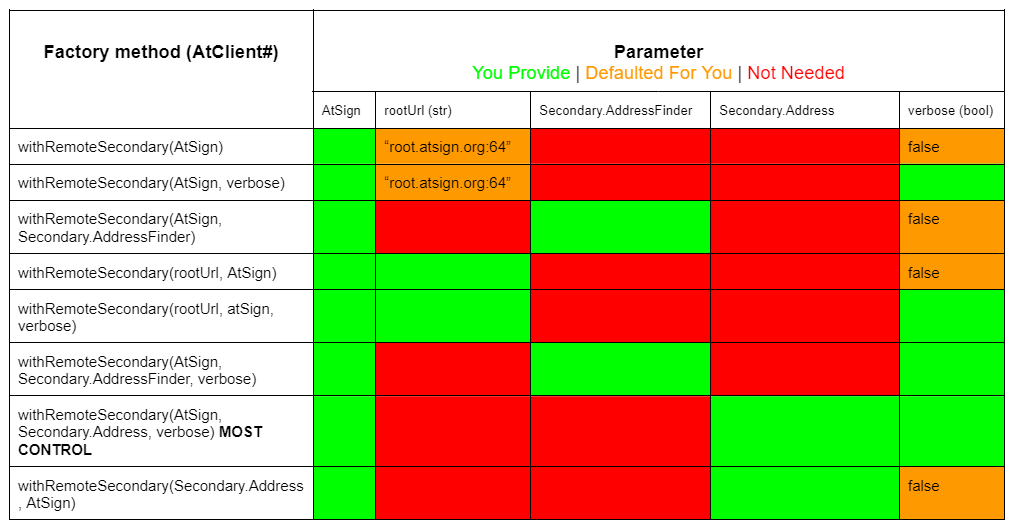 Factory method (AtClient#)
Parameter
You Provide | Defaulted For You | Not Needed
AtSign rootUrl (str) Secondary.AddressFinder Secondary.Address verbose (bool)
withRemoteSecondary(AtSign) “root.atsign.org:64” false
withRemoteSecondary(AtSign, verbose) “root.atsign.org:64”
withRemoteSecondary(AtSign, false
Secondary.AddressFinder)
withRemoteSecondary(rootUrl, AtSign) false
withRemoteSecondary(rootUrl, atSign,
verbose)
withRemoteSecondary(AtSign,
Secondary.AddressFinder, verbose)
withRemoteSecondary(AtSign,
Secondary.Address, verbose) MOST
CONTROL
withRemoteSecondary(Secondary.Address false
, AtSign)